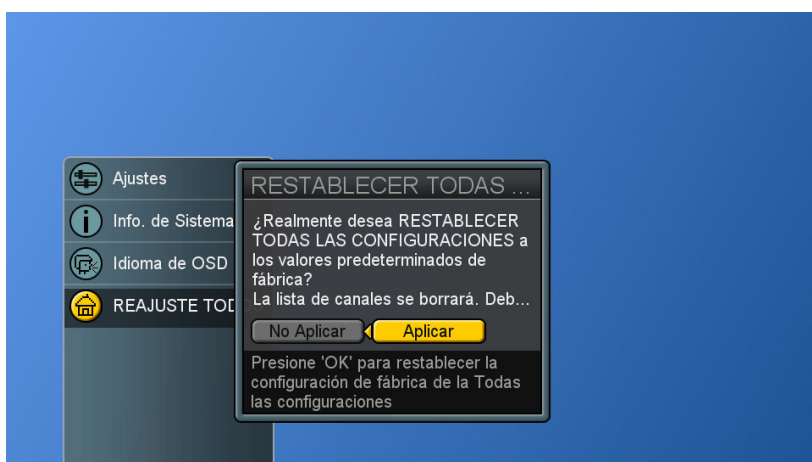 Ajustes
Info. de Sistema
Idioma de OSD
REAJUSTE TOD
RESTABLECER TODAS ...
¿Realmente desea RESTABLECER
TODAS LAS CONFIGURACIONES a
los valores predeterminados de
fábrica?
La lista de canales se borrará. Deb...
No Aplicar
Aplicar
Presione 'OK' para restablecer la
configuración de fábrica de la Todas
las configuraciones